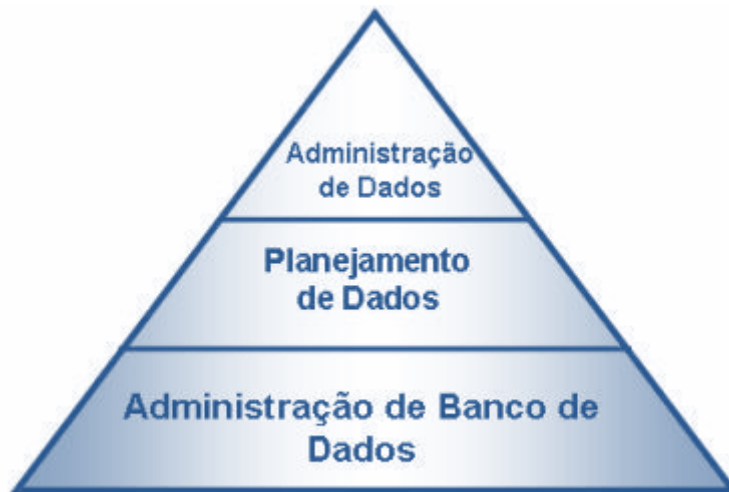 Administração
de Dados
Planejamento
de Dados
Administração de Banco de
Dados